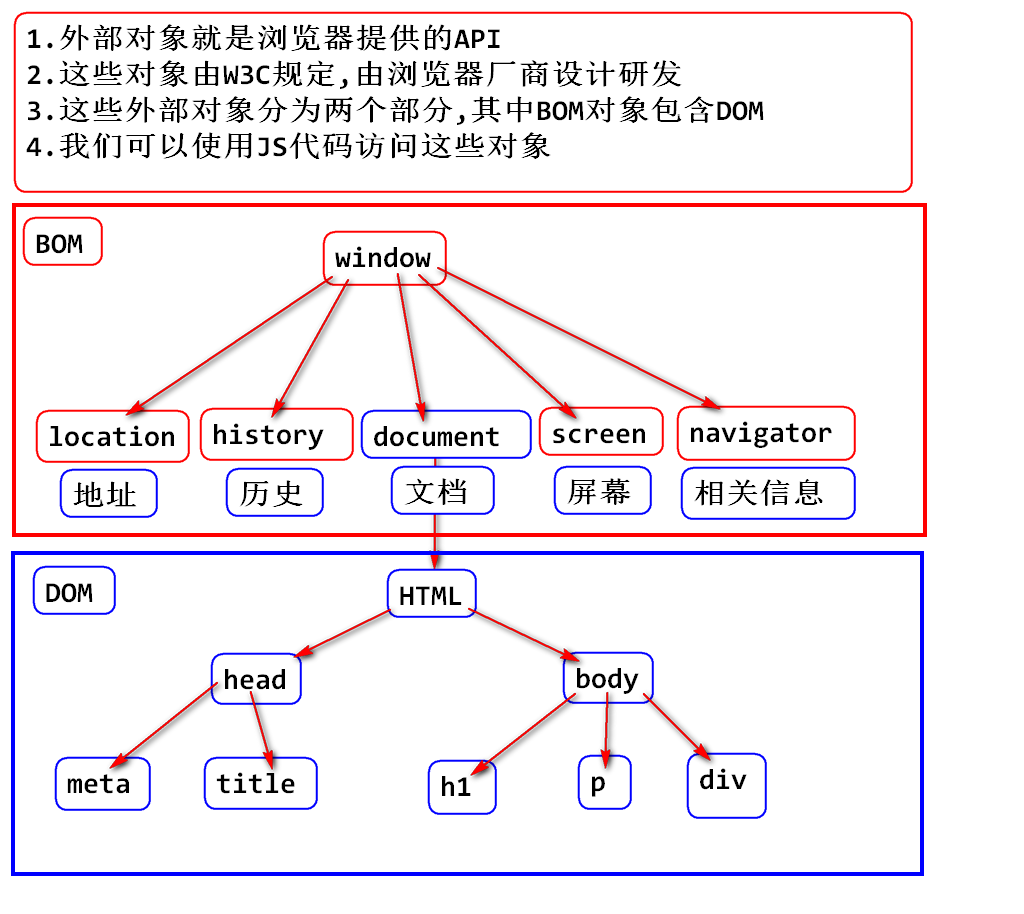 1.外部对象就是浏览器提供的API
2.这些对象由W3C规定,由浏览器厂商设计研发
3.这些外部对象分为两个部分,其中BOM对象包含DOM
4.我们可以使用JS代码访问这些对象
BOM
window
location
history
document
screen
navigator
地址
历史
文档
屏幕
相关信息
DOM
HTML
head
body
meta
title
h1
p
div